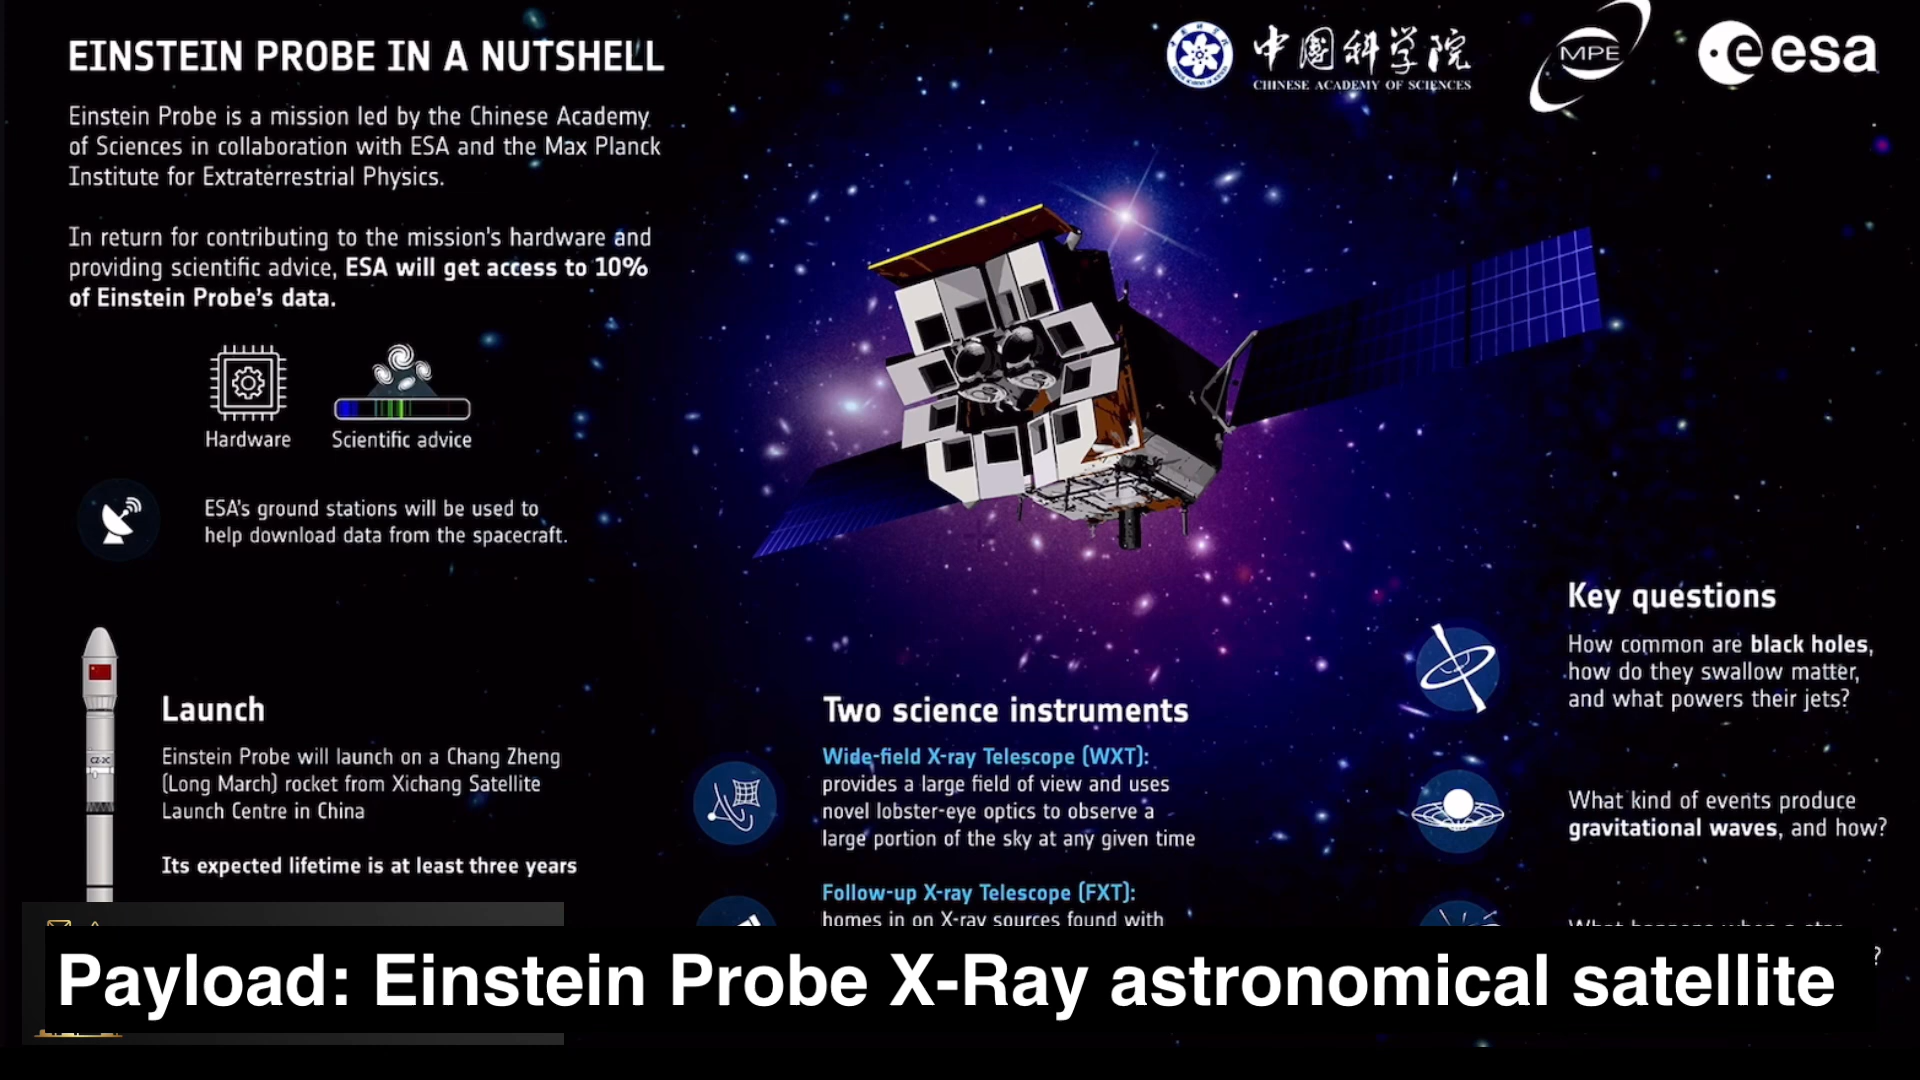 EINSTEIN PROBE IN A NUTSHELL
Einstein Probe is a mission led by the Chinese Academy
of Sciences in collaboration with ESA and the Max Planck
Institute for Extraterrestrial Physics.
In return for contributing to the mission's hardware and
providing scientific advice, ESA will get access to 10%
of Einstein Probe's data.
Hardware
Scientific advice
ESA's ground stations will be used to
help download data from the spacecraft.
中国科学院
CHINESE ACADEMY OF SCIENCES
MPE
esa
CZ-2C
Launch
Einstein Probe will launch on a Chang Zheng
(Long March) rocket from Xichang Satellite
Launch Centre in China
Its expected lifetime is at least three years
Two science instruments
Wide-field X-ray Telescope (WXT):
provides a large field of view and uses
novel lobster-eye optics to observe a
large portion of the sky at any given time
Follow-up X-ray Telescope (FXT):
homes in on X-ray sources found with
Key questions
How common are black holes,
how do they swallow matter,
and what powers their jets?
What kind of events produce
gravitational waves, and how?
?
Payload: Einstein Probe X-Ray astronomical satellite